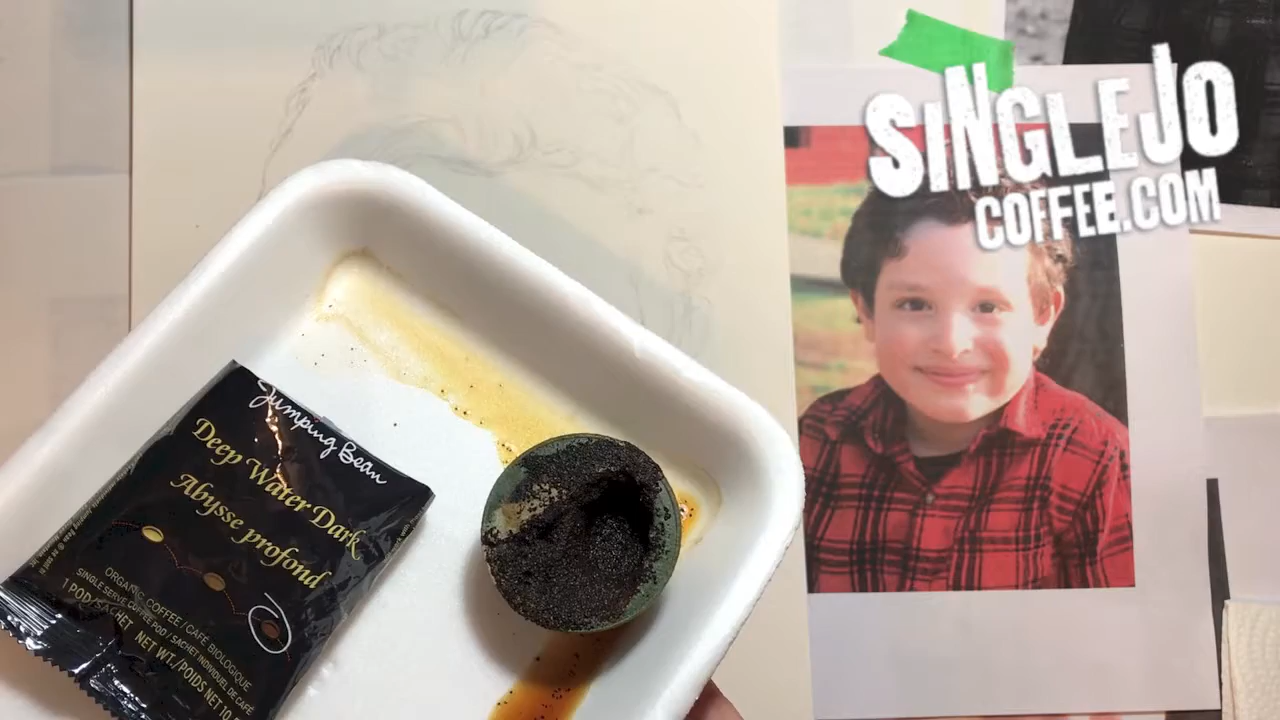 SiNGLEJO
COFFEE.COM
Jumping Bean
Deep Water Dark
Abysse profond
ORGANIC COFFEE / CAFÉ BIOLOGIQUE
SINGLE SERVE COFFEE POD / SACHET INDIVIDUEL DE CAFÉ
1 POD/SACHET NET WT./POIDS NET 10